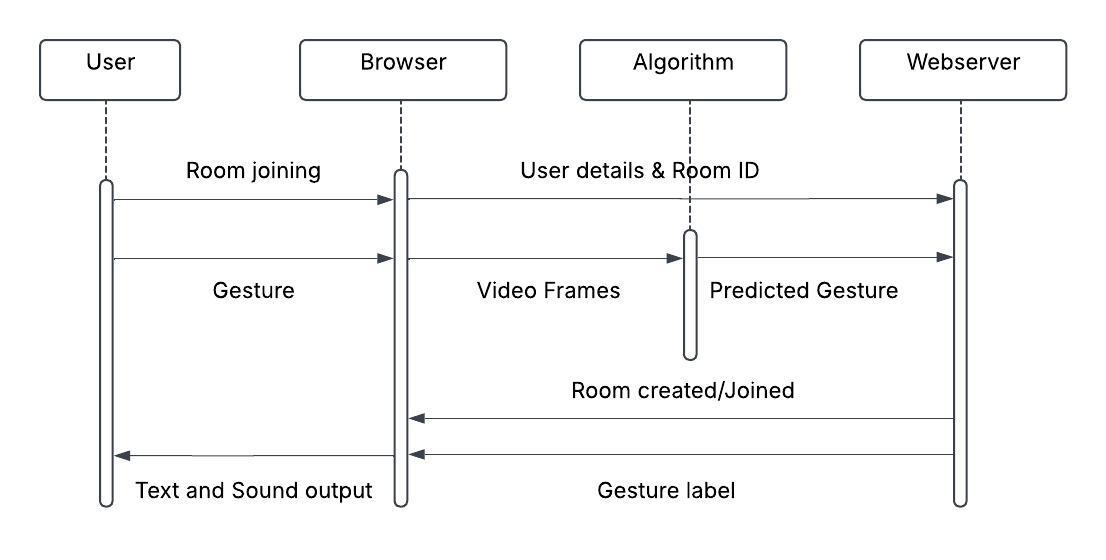 User
Browser
Algorithm
Webserver
Room joining
User details & Room ID
Gesture
Video Frames
Predicted Gesture
Room created/Joined
Text and Sound output
Gesture label